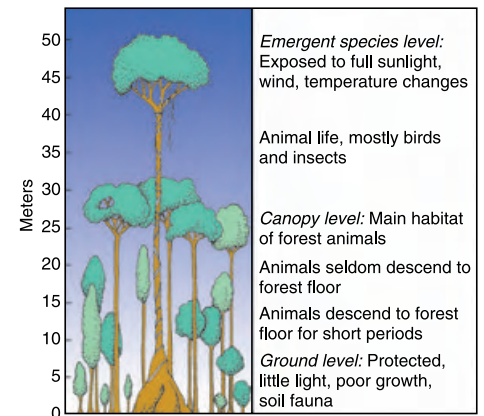 50
45
40
35
30
25
20
15
10
5
0
Meters
Emergent species level:
Exposed to full sunlight,
wind, temperature changes
Animal life, mostly birds
and insects
Canopy level: Main habitat
of forest animals
Animals seldom descend to
forest floor
Animals descend to forest
floor for short periods
Ground level: Protected,
little light, poor growth,
soil fauna